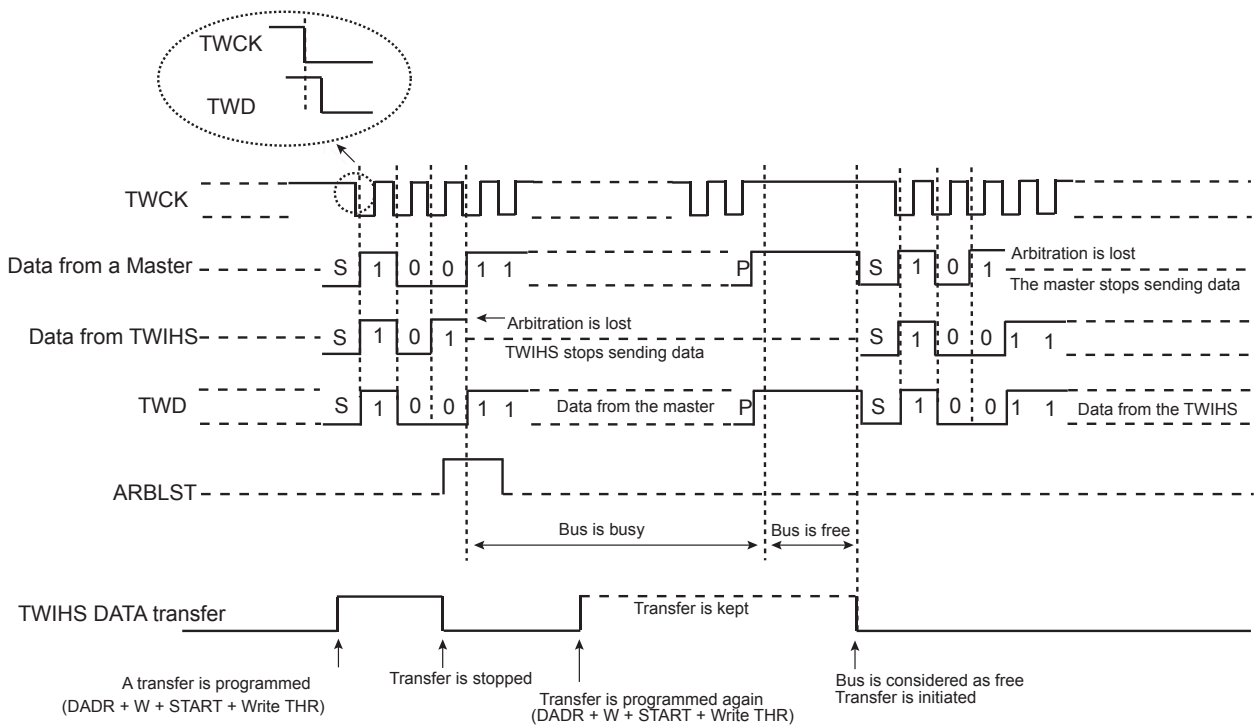 TWCK
TWD
TWCK
Data from a Master
S 1 0 0 1 1
P
S 1 0 1
Arbitration is lost
The master stops sending data
Data from TWIHS
S 1 0 1
Arbitration is lost
TWIHS stops sending data
S 1 0 0 1 1
TWD
S 1 0 0 1 1
Data from the master
P
S 1 0 0 1 1
Data from the TWIHS
ARBLST
Bus is busy
Bus is free
TWIHS DATA transfer
Transfer is kept
A transfer is programmed
(DADR + W + START + Write THR)
Transfer is stopped
Transfer is programmed again
(DADR + W + START + Write THR)
Bus is considered as free
Transfer is initiated